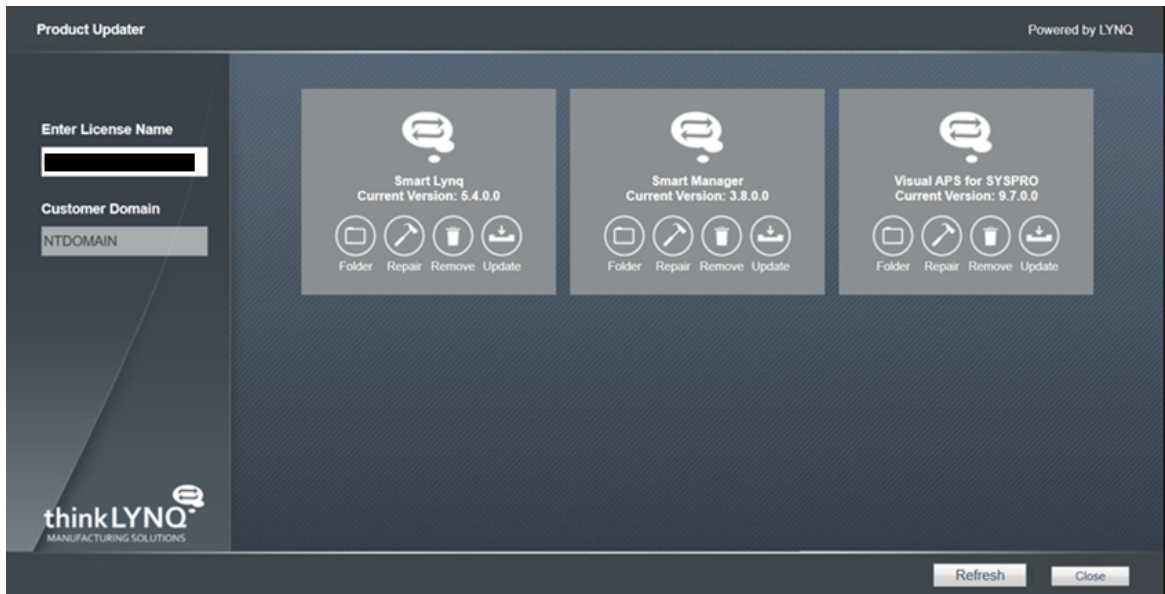 Product Updater
Powered by LYNQ
Enter License Name
Customer Domain
NTDOMAIN
Smart Lynq
Current Version: 5.4.0.0
Folder Repair Remove Update
Smart Manager
Current Version: 3.8.0.0
Folder Repair Remove Update
Visual APS for SYSPRO
Current Version: 9.7.0.0
Folder Repair Remove Update
thinkLYNQ
MANUFACTURING SOLUTIONS
Refresh
Close